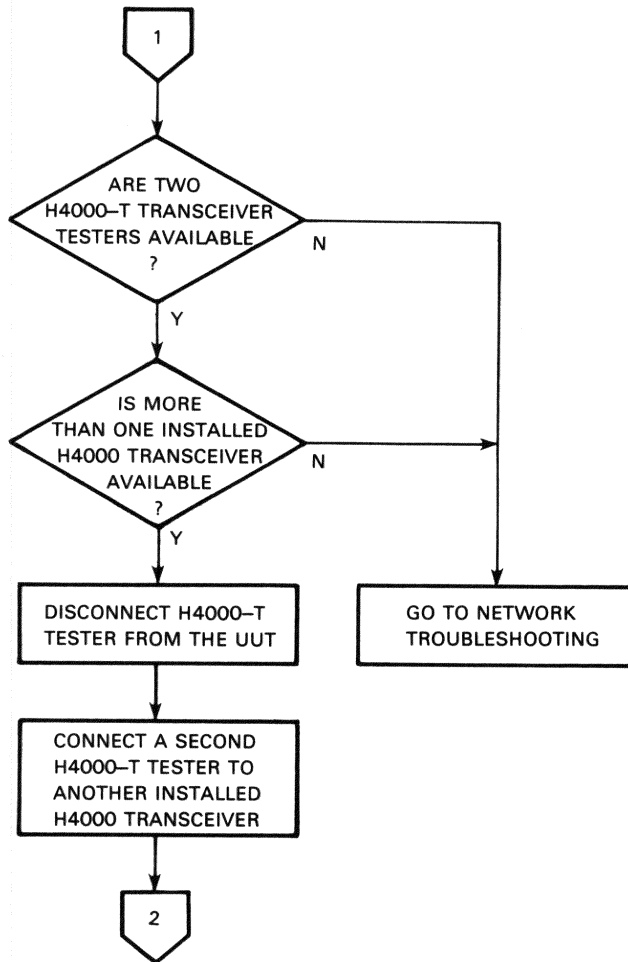 1
ARE TWO
H4000–T TRANSCEIVER
TESTERS AVAILABLE
?
N
Y
IS MORE
THAN ONE INSTALLED
H4000 TRANSCEIVER
AVAILABLE
?
N
Y
DISCONNECT H4000–T
TESTER FROM THE UUT
GO TO NETWORK
TROUBLESHOOTING
CONNECT A SECOND
H4000–T TESTER TO
ANOTHER INSTALLED
H4000 TRANSCEIVER
2